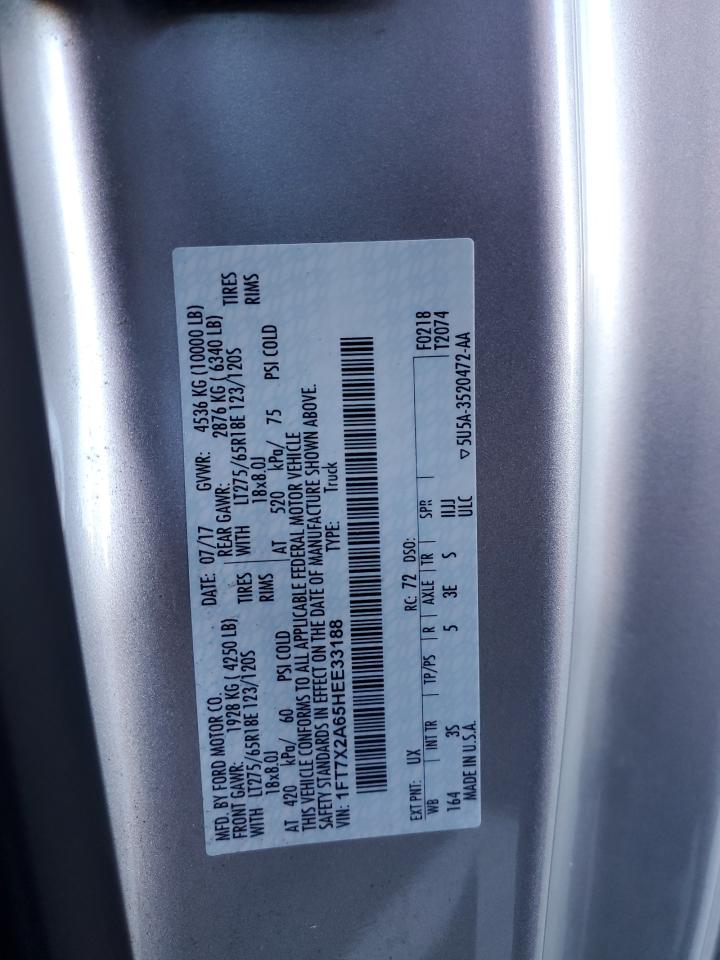 MFD. BY FORD MOTOR CO.
DATE: 07/17 GVWR: 4536 KG (10000 LB)
FRONT GAWR: 1928 KG ( 4250 LB) REAR GAWR: 2876 KG ( 6340 LB)
WITH LT275/65R18E 123/120S TIRES WITH LT275/65R18E 123/120S TIRES
18x8.0J RIMS 18x8.0J RIMS
AT 420 kPa/ 60 PSI COLD AT 520 kPa/ 75 PSI COLD
THIS VEHICLE CONFORMS TO ALL APPLICABLE FEDERAL MOTOR VEHICLE
SAFETY STANDARDS IN EFFECT ON THE DATE OF MANUFACTURE SHOWN ABOVE.
VIN: 1FT7X2A65HEE33188 TYPE: Truck
EXT PNT: UX RC: 72 DSO: F0218
WB INT TR TP/PS R AXLE TR SPR T2074
164 3S 5 3E S IIJJ
MADE IN U.S.A. ULC ▽5U5A-3520472-AA